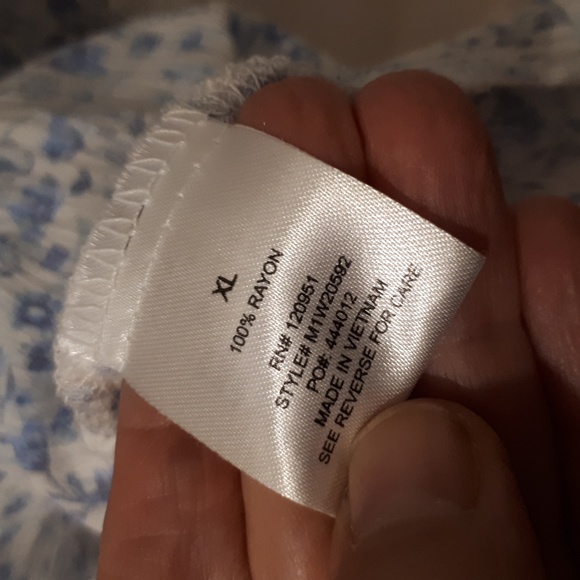 XL
100% RAYON
RN# 120951
STYLE# M1W20592
PO#: 444012
MADE IN VIETNAM
SEE REVERSE FOR CARE